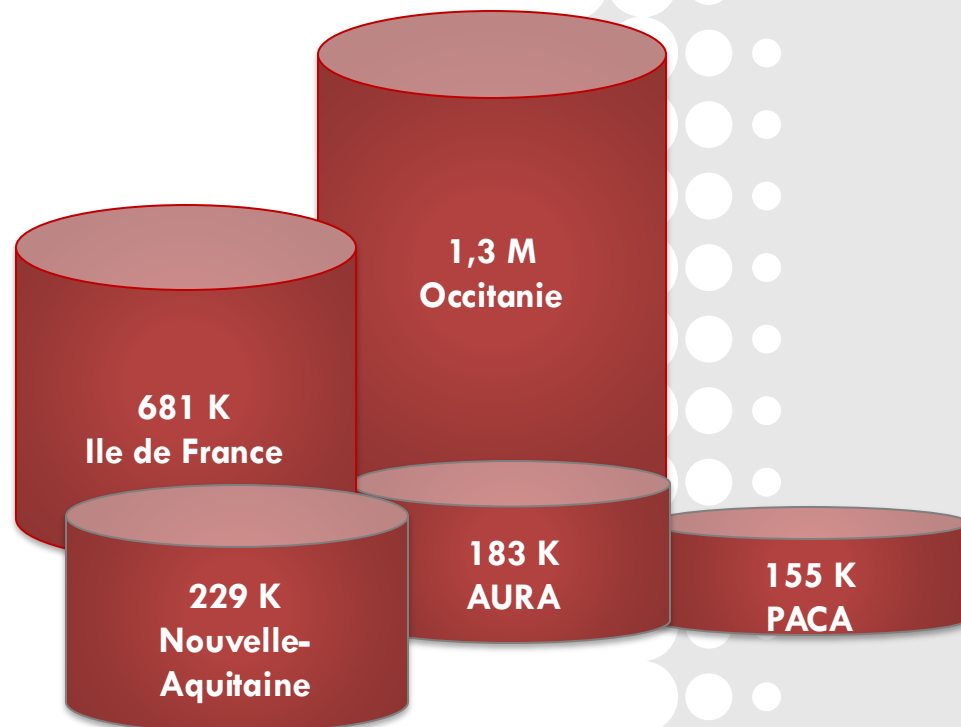 1,3 M
Occitanie
681 K
Ile de France
183 K
AURA
155 K
PACA
229 K
Nouvelle-
Aquitaine